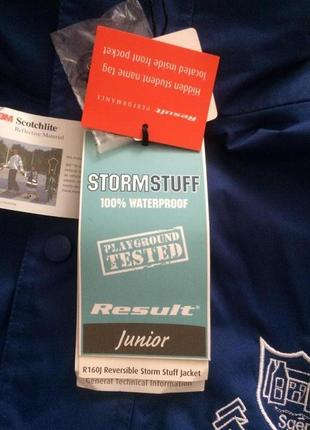 Hidden student name tag
located inside front pocket
Result
PERFORMANCE
3M Scotchlite™
Reflective Material
STORMSTUFF
100% WATERPROOF
PLAYGROUND
TESTED
Result®
Junior
R160J Reversible Storm Stuff Jacket
General Technical Information